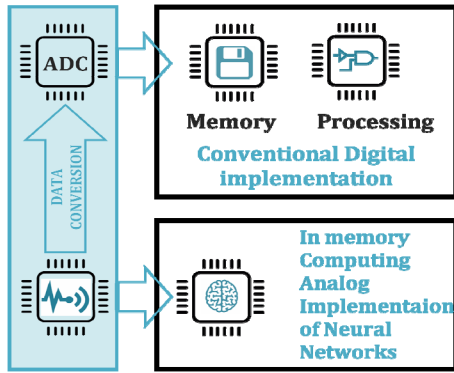 ADC
Memory
Processing
Conventional Digital
implementation
DATA
CONVERSION
In memory
Computing
Analog
Implementaion
of Neural
Networks